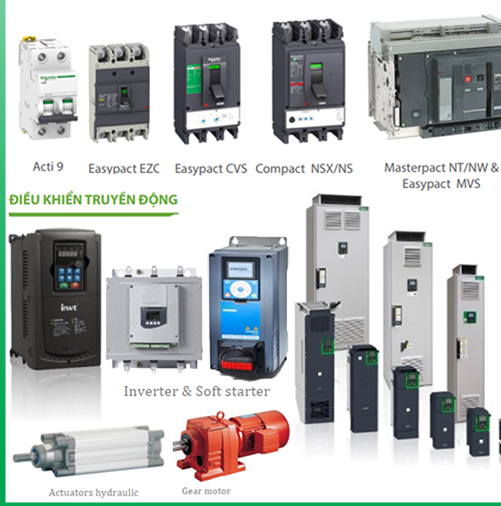 Schneider
Acti 9
Easypact EZC
Easypact CVS
Compact NSX/NS
Masterpact NT/NW &
Easypact MVS
ĐIỀU KHIỂN TRUYỀN ĐỘNG
invt
Inverter & Soft starter
Actuators hydraulic
Gear motor